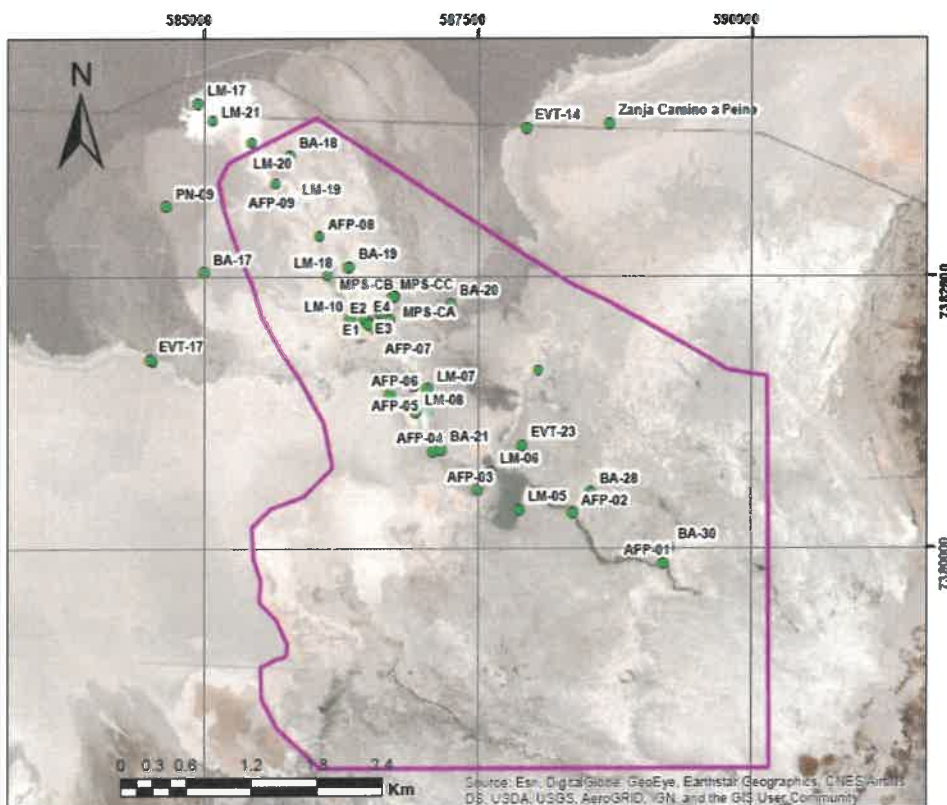 585000 587500 590000
N
LM-17
LM-21
EVT-14
Zanja Camino a Peine
BA-18
LM-20
LM-19
AFP-09
PN-09
AFP-08
BA-17
LM-18
BA-19
7382500
MPS-CB
MPS-CC
BA-20
LM-10
E2
E4
MPS-CA
E1
E3
AFP-07
EVT-17
AFP-06
LM-07
AFP-05
LM-08
AFP-04
BA-21
EVT-23
LM-06
AFP-03
BA-28
LM-05
AFP-02
BA-30
AFP-01
7380000
0 0.3 0.6 1.2 1.8 2.4
Km
Source: Esri, DigitalGlobe, GeoEye, Earthstar Geographics, CNES/Airbus
DS, USDA, USGS, AeroGRID, IGN, and the GIS User Community